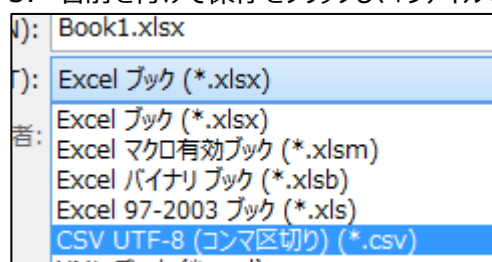 N): Book1.xlsx
T): Excel ブック (*.xlsx)
者: Excel ブック (*.xlsx)
Excel マクロ有効ブック (*.xlsm)
Excel バイナリ ブック (*.xlsb)
Excel 97-2003 ブック (*.xls)
CSV UTF-8 (コンマ区切り) (*.csv)